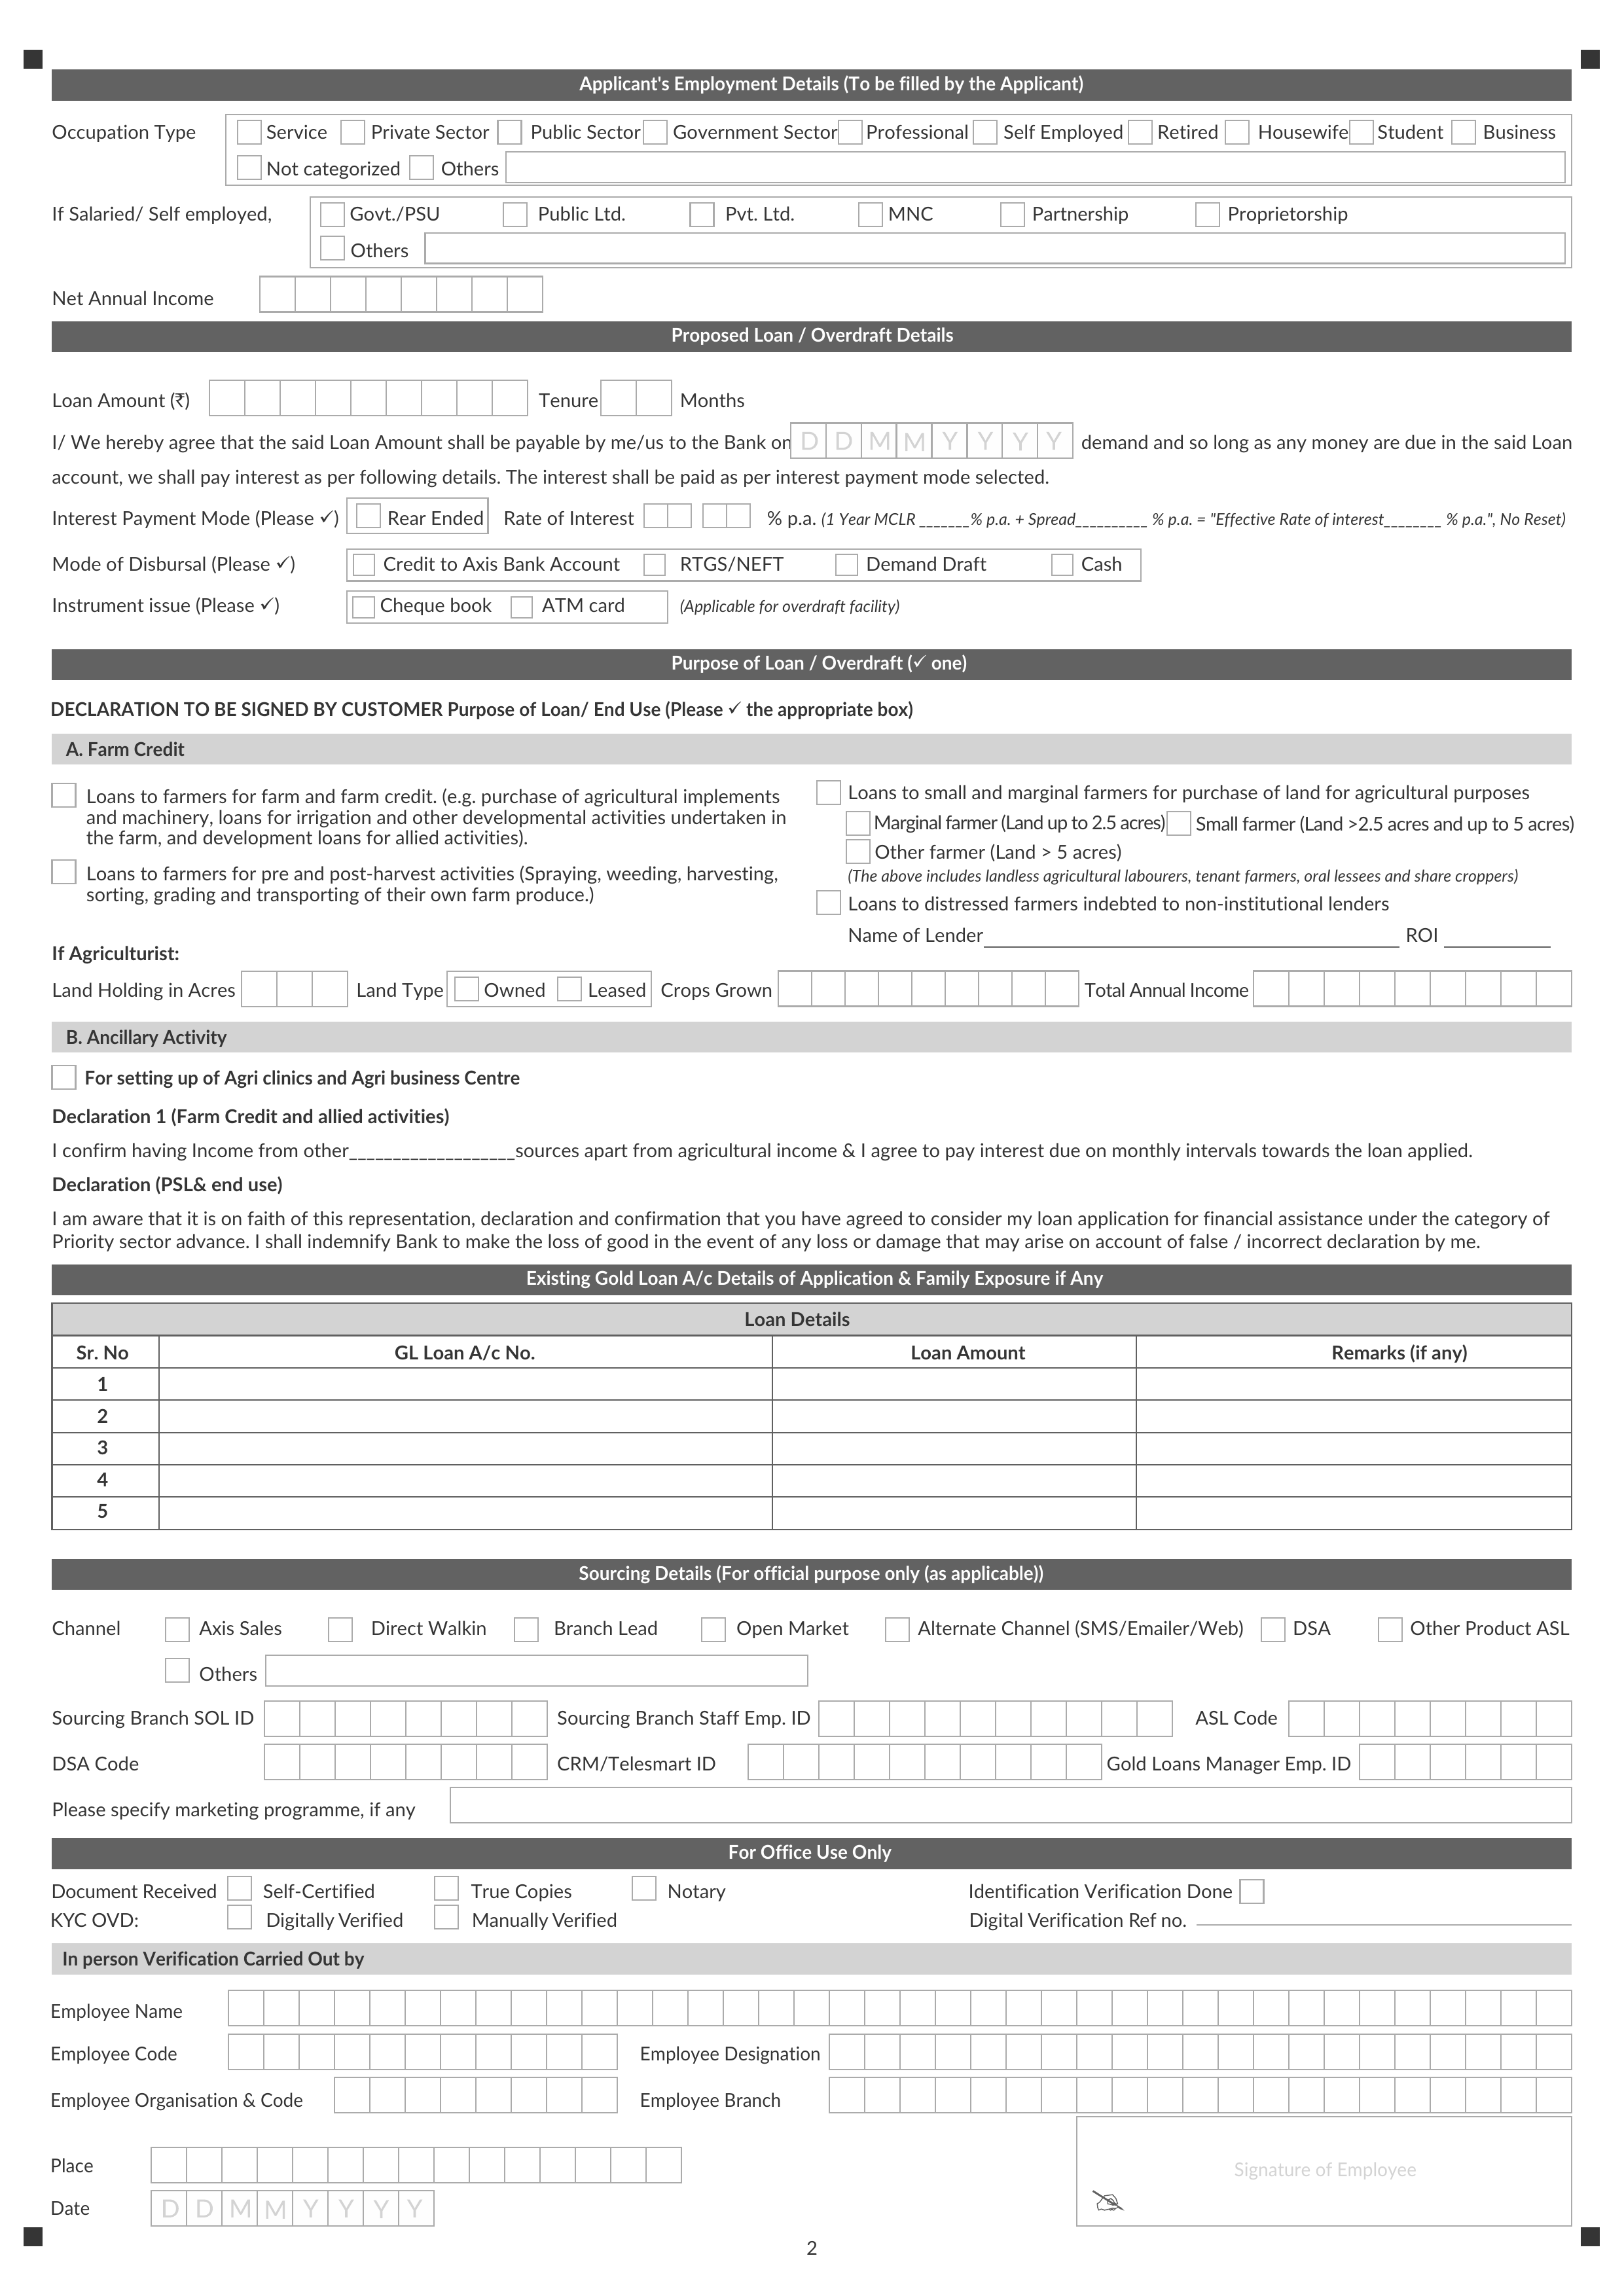 Applicant's Employment Details (To be filled by the Applicant)
Occupation Type Service Private Sector Public Sector Government Sector Professional Self Employed Retired Housewife Student Business
Not categorized Others
If Salaried/ Self employed, Govt./PSU Public Ltd. Pvt. Ltd. MNC Partnership Proprietorship
Others
Net Annual Income
Proposed Loan / Overdraft Details
Loan Amount (₹) Tenure Months
I/ We hereby agree that the said Loan Amount shall be payable by me/us to the Bank on D D M M Y Y Y Y demand and so long as any money are due in the said Loan
account, we shall pay interest as per following details. The interest shall be paid as per interest payment mode selected.
Interest Payment Mode (Please ✓) Rear Ended Rate of Interest % p.a. (1 Year MCLR _______% p.a. + Spread__________ % p.a. = "Effective Rate of interest________ % p.a.", No Reset)
Mode of Disbursal (Please ✓) Credit to Axis Bank Account RTGS/NEFT Demand Draft Cash
Instrument issue (Please ✓) Cheque book ATM card (Applicable for overdraft facility)
Purpose of Loan / Overdraft (✓ one)
DECLARATION TO BE SIGNED BY CUSTOMER Purpose of Loan/ End Use (Please ✓ the appropriate box)
A. Farm Credit
Loans to farmers for farm and farm credit. (e.g. purchase of agricultural implements
and machinery, loans for irrigation and other developmental activities undertaken in
the farm, and development loans for allied activities).
Loans to farmers for pre and post-harvest activities (Spraying, weeding, harvesting,
sorting, grading and transporting of their own farm produce.)
Loans to small and marginal farmers for purchase of land for agricultural purposes
Marginal farmer (Land up to 2.5 acres) Small farmer (Land >2.5 acres and up to 5 acres)
Other farmer (Land > 5 acres)
(The above includes landless agricultural labourers, tenant farmers, oral lessees and share croppers)
Loans to distressed farmers indebted to non-institutional lenders
Name of Lender ROI
If Agriculturist:
Land Holding in Acres Land Type Owned Leased Crops Grown Total Annual Income
B. Ancillary Activity
For setting up of Agri clinics and Agri business Centre
Declaration 1 (Farm Credit and allied activities)
I confirm having Income from other___________________sources apart from agricultural income & I agree to pay interest due on monthly intervals towards the loan applied.
Declaration (PSL& end use)
I am aware that it is on faith of this representation, declaration and confirmation that you have agreed to consider my loan application for financial assistance under the category of
Priority sector advance. I shall indemnify Bank to make the loss of good in the event of any loss or damage that may arise on account of false / incorrect declaration by me.
Existing Gold Loan A/c Details of Application & Family Exposure if Any
Loan Details
Sr. No GL Loan A/c No. Loan Amount Remarks (if any)
1
2
3
4
5
Sourcing Details (For official purpose only (as applicable))
Channel Axis Sales Direct Walkin Branch Lead Open Market Alternate Channel (SMS/Emailer/Web) DSA Other Product ASL
Others
Sourcing Branch SOL ID Sourcing Branch Staff Emp. ID ASL Code
DSA Code CRM/Telesmart ID Gold Loans Manager Emp. ID
Please specify marketing programme, if any
For Office Use Only
Document Received Self-Certified True Copies Notary Identification Verification Done
KYC OVD: Digitally Verified Manually Verified Digital Verification Ref no.
In person Verification Carried Out by
Employee Name
Employee Code Employee Designation
Employee Organisation & Code Employee Branch
Place
Signature of Employee
Date D D M M Y Y Y Y
2